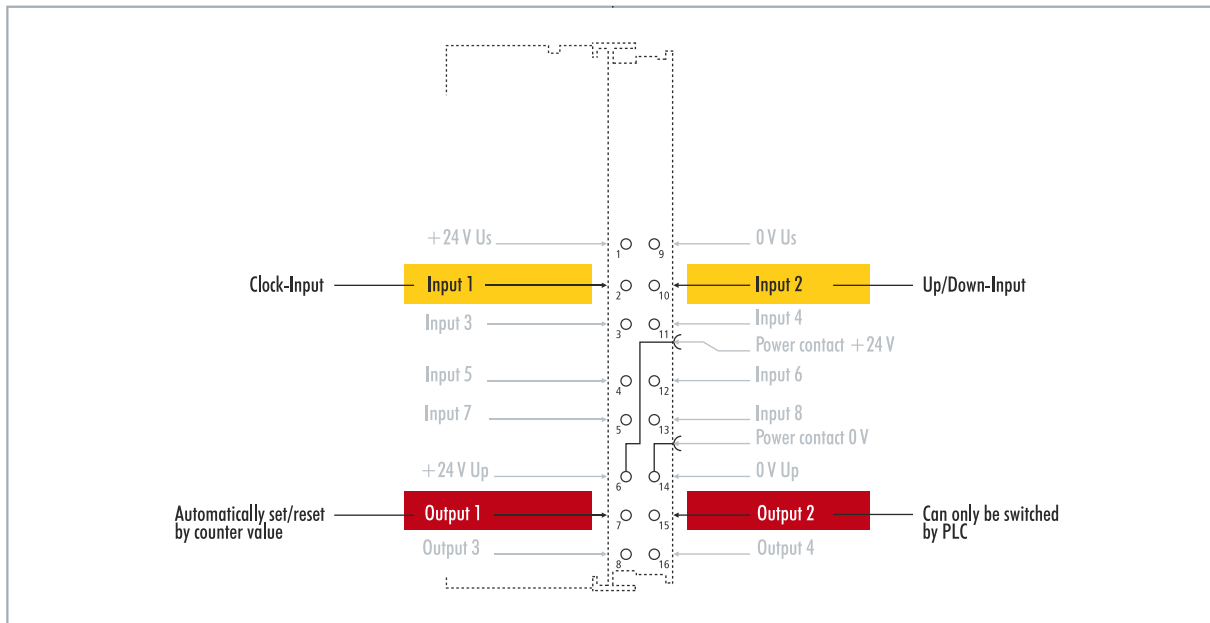 +24 V Us
1
9
0 V Us
Clock-Input
Input 1
2
10
Input 2
Up/Down-Input
Input 3
3
11
Input 4
Power contact +24 V
Input 5
4
12
Input 6
Input 7
5
13
Input 8
Power contact 0 V
+24 V Up
6
14
0 V Up
Automatically set/reset
by counter value
Output 1
7
15
Output 2
Can only be switched
by PLC
Output 3
8
16
Output 4